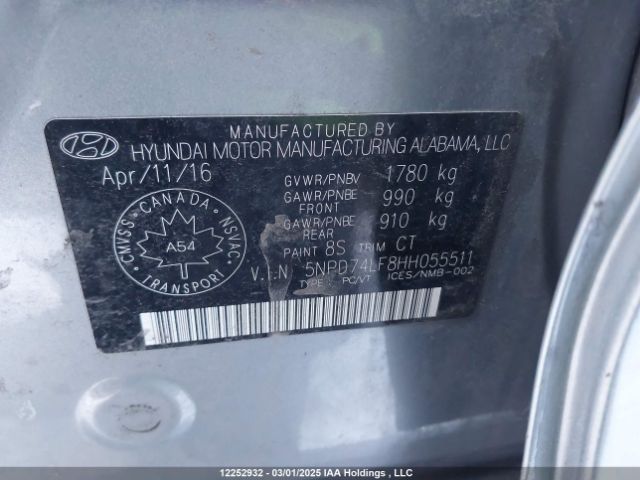 MANUFACTURED BY
HYUNDAI MOTOR MANUFACTURING ALABAMA, LLC
Apr/11/16
GVWR/PNBV 1780 kg
GAWR/PNBE FRONT 990 kg
GAWR/PNBE REAR 910 kg
PAINT 8S TRIM CT
V.I.N 5NPD74LF8HH055511
TYPE: PC/VT ICES/NMB-002
CANADA
CMVSS NSVAC
A54
TRANSPORT
12252932 - 03/01/2025 IAA Holdings , LLC